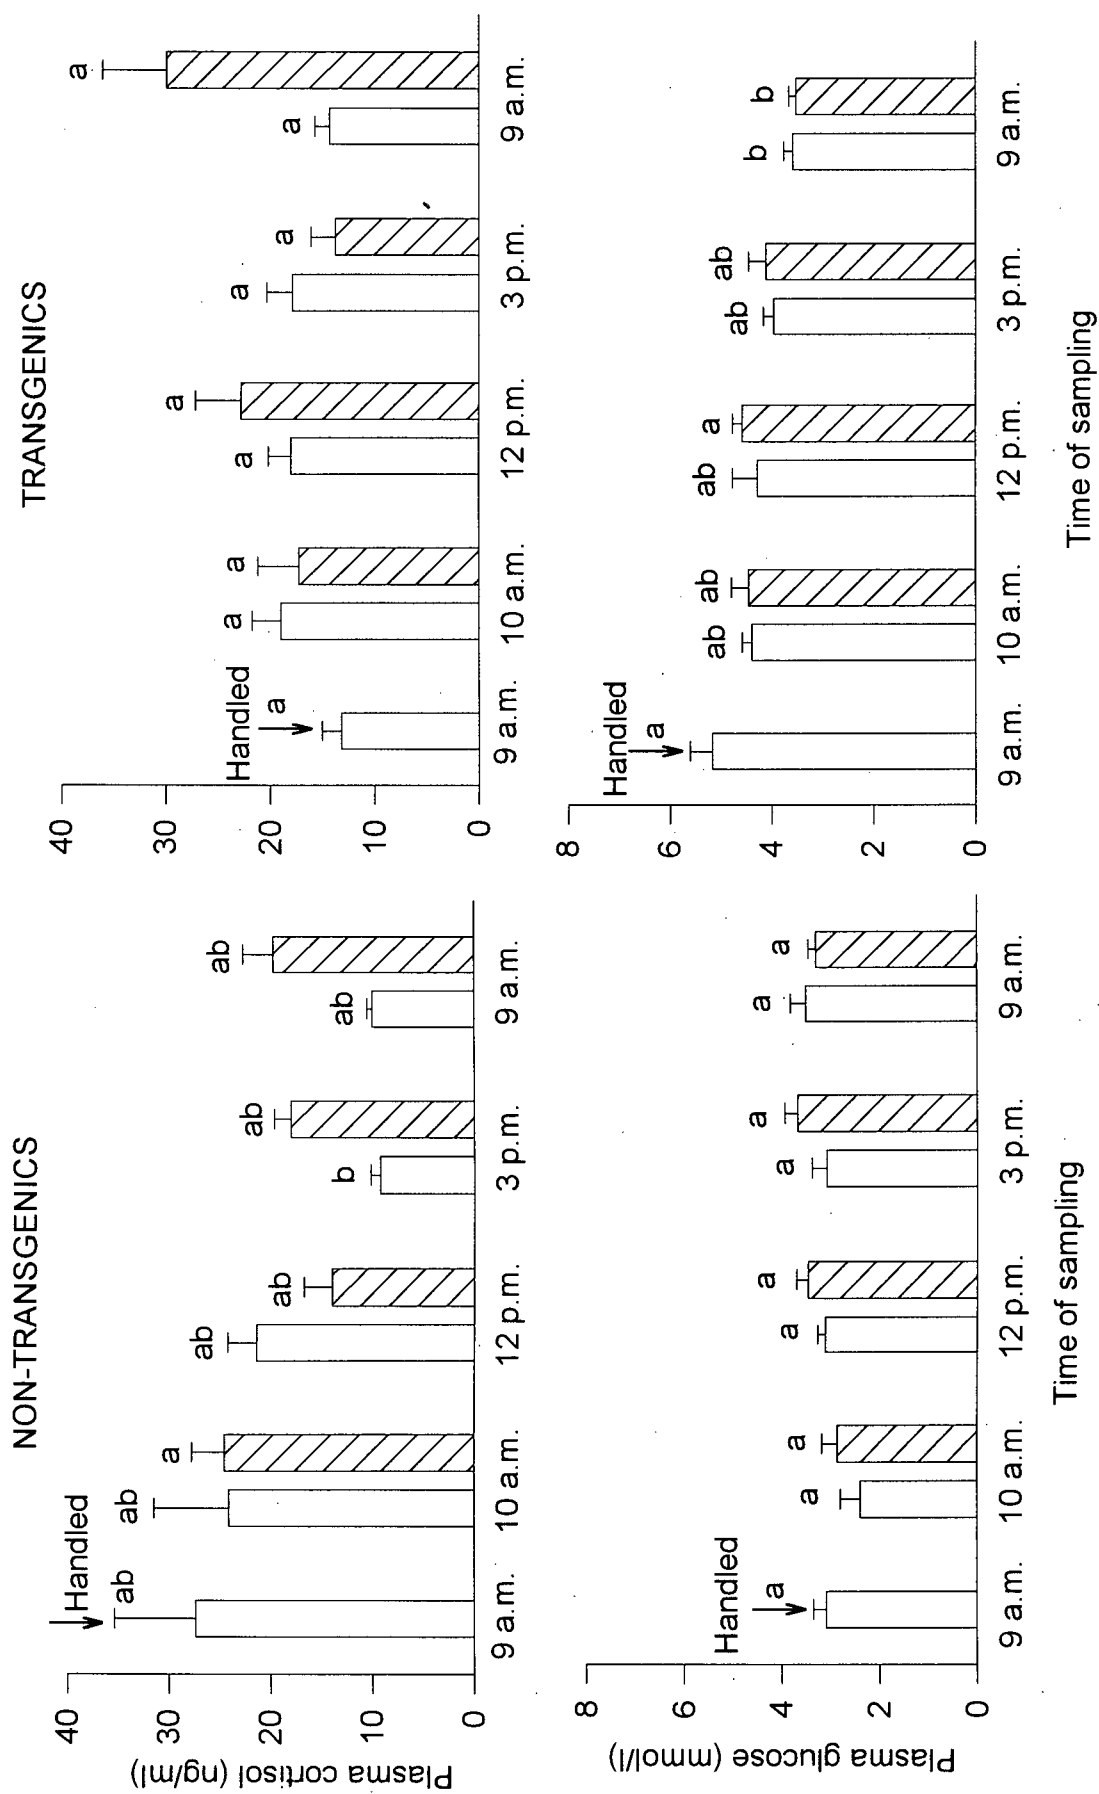 NON-TRANSGENICS
TRANSGENICS
Plasma cortisol (ng/ml)
40
30
20
10
0
Handled
ab
ab
a
ab
ab
b
ab
ab
ab
9 a.m.
10 a.m.
12 p.m.
3 p.m.
9 a.m.
40
30
20
10
0
Handled
a
a
a
a
a
a
a
a
a
9 a.m.
10 a.m.
12 p.m.
3 p.m.
9 a.m.
Plasma glucose (mmol/l)
8
6
4
2
0
Handled
a
a
a
a
a
a
a
a
a
9 a.m.
10 a.m.
12 p.m.
3 p.m.
9 a.m.
Time of sampling
8
6
4
2
0
Handled
a
ab
ab
ab
a
ab
ab
b
b
9 a.m.
10 a.m.
12 p.m.
3 p.m.
9 a.m.
Time of sampling